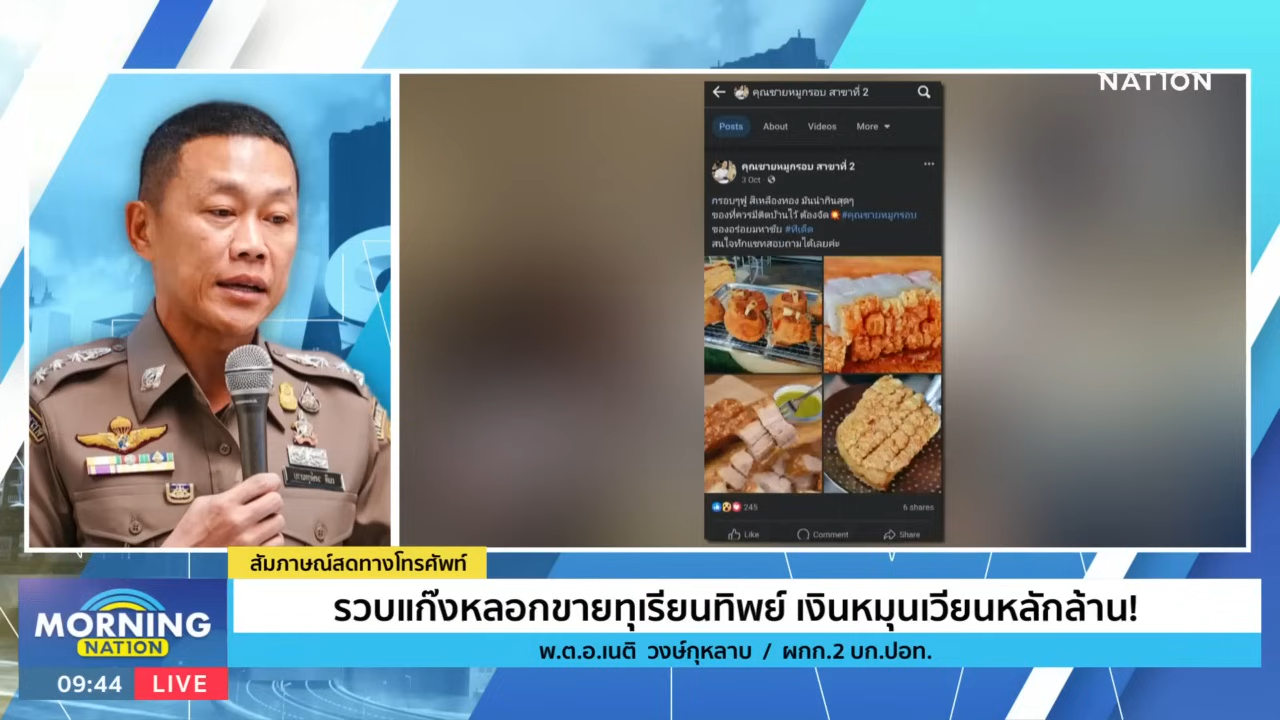 NATION
คุณชายหมูกรอบ สาขาที่ 2
Posts About Videos More
คุณชายหมูกรอบ สาขาที่ 2
3 Oct
กรอบๆฟู สีเหลืองทอง มันน่ากินสุดๆ
ของที่ควรมีติดบ้านไว้ ต้องจัด💥 #คุณชายหมูกรอบ
ของอร่อยมหาชัย #ทีเด็ด
สนใจทักแชทสอบถามได้เลยค่ะ
245 6 shares
Like Comment Share
สัมภาษณ์สดทางโทรศัพท์
รวบแก๊งหลอกขายทุเรียนทิพย์ เงินหมุนเวียนหลักล้าน!
พ.ต.อ.เนติ วงษ์กุหลาบ / ผกก.2 บก.ปอท.
MORNING
NATION
09:44 LIVE